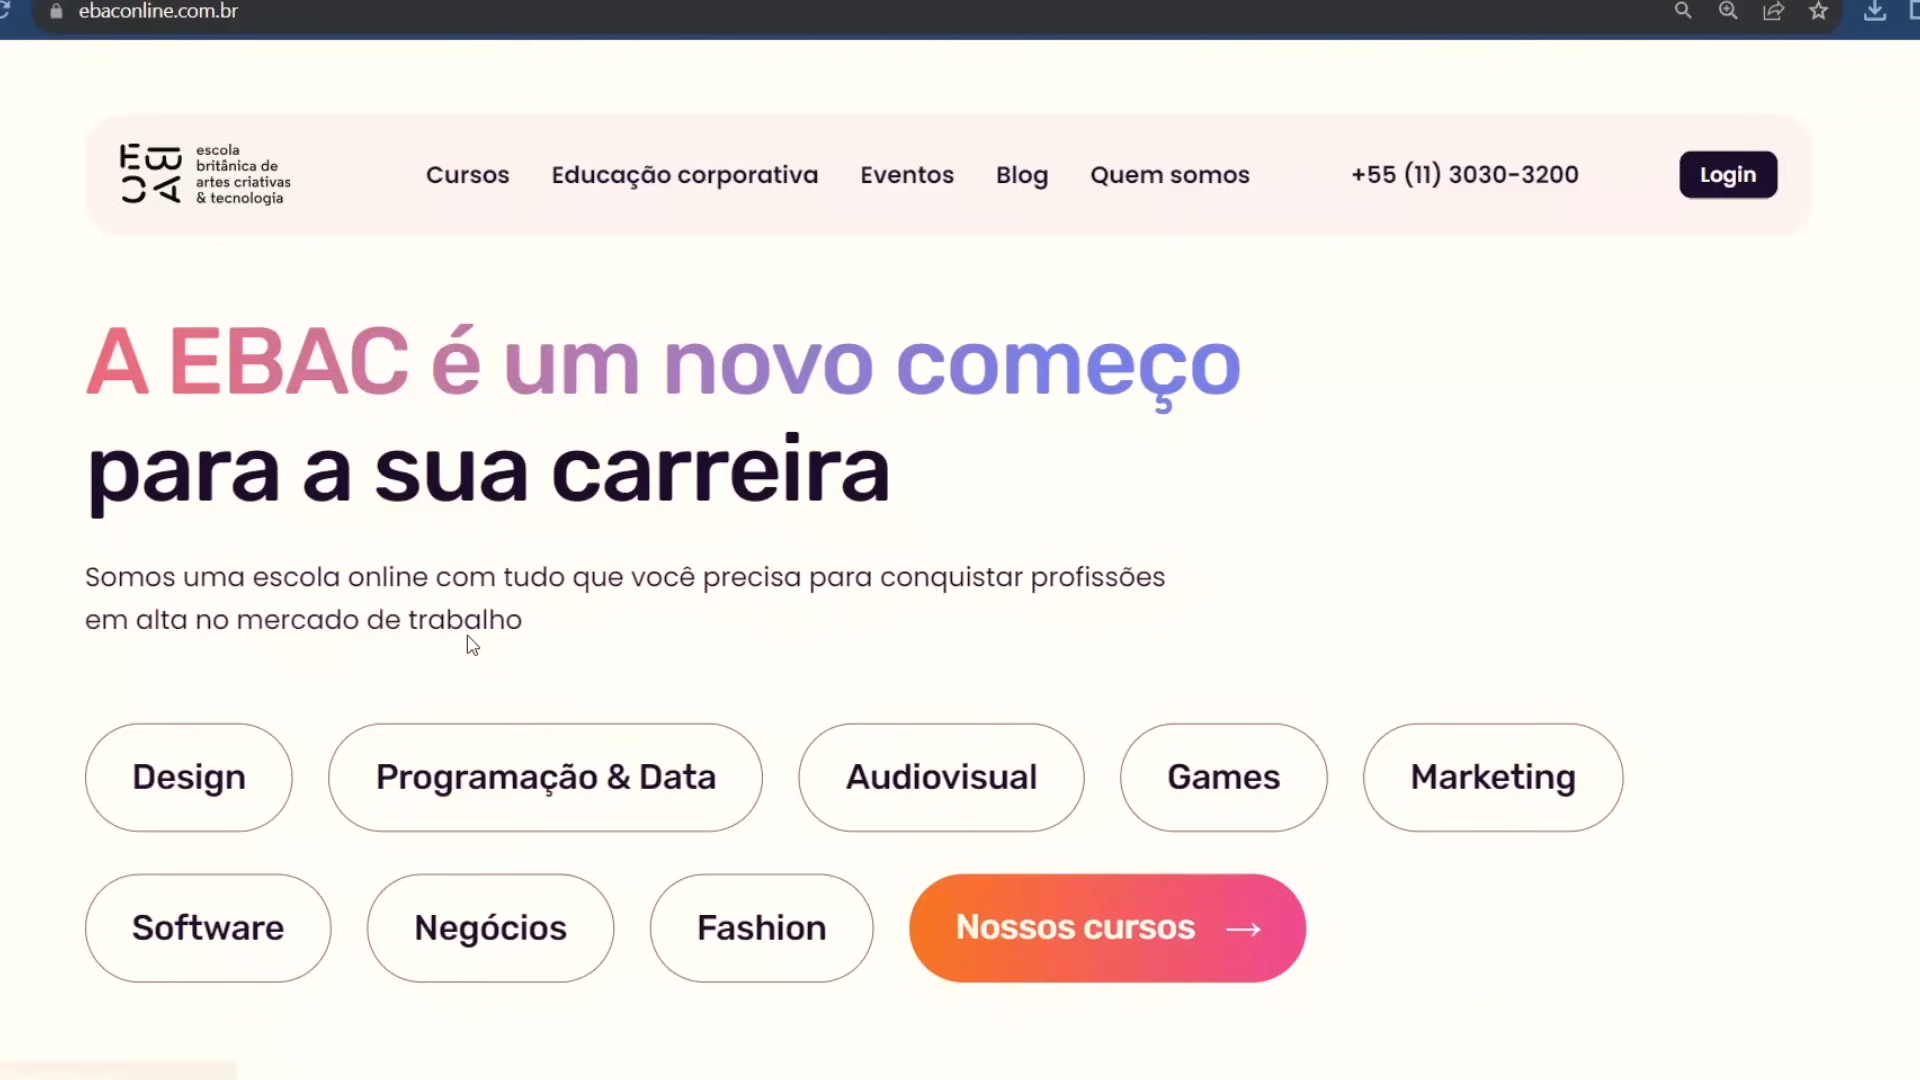 ebaconline.com.br
EBAC
escola
britânica de
artes criativas
& tecnologia
Cursos Educação corporativa Eventos Blog Quem somos +55 (11) 3030-3200 Login
A EBAC é um novo começo
para a sua carreira
Somos uma escola online com tudo que você precisa para conquistar profissões
em alta no mercado de trabalho
Design Programação & Data Audiovisual Games Marketing
Software Negócios Fashion Nossos cursos →